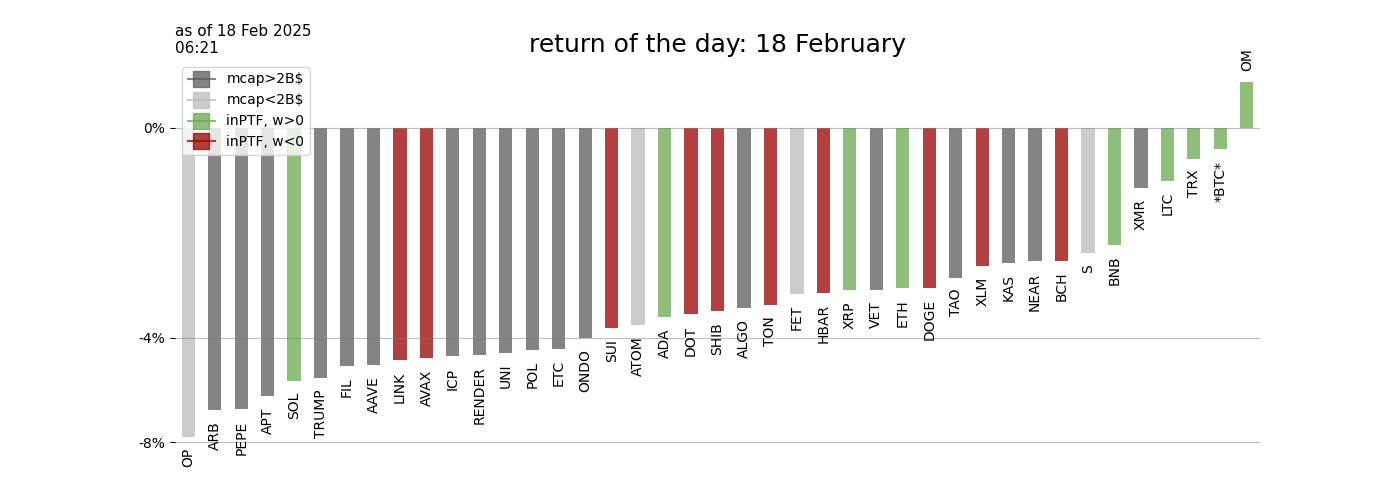 as of 18 Feb 2025
06:21
return of the day: 18 February
mcap>2B$
mcap<2B$
inPTF, w>0
inPTF, w<0
0%
-4%
-8%
OP
ARB
PEPE
APT
SOL
TRUMP
FIL
AAVE
LINK
AVAX
ICP
RENDER
UNI
POL
ETC
ONDO
SUI
ATOM
ADA
DOT
SHIB
ALGO
TON
FET
HBAR
XRP
VET
ETH
DOGE
TAO
XLM
KAS
NEAR
BCH
S
BNB
XMR
LTC
TRX
*BTC*
OM